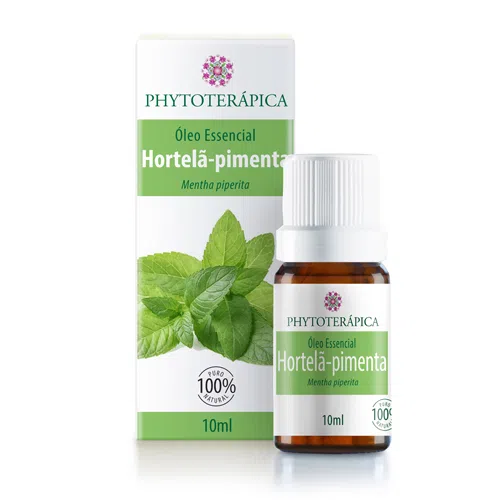 PHYTOTERÁPICA
Óleo Essencial
Hortelã-pimenta
Mentha piperita
PURO
100%
NATURAL
10ml
PHYTOTERÁPICA
Óleo Essencial
Hortelã-pimenta
Mentha piperita
100%
10ml